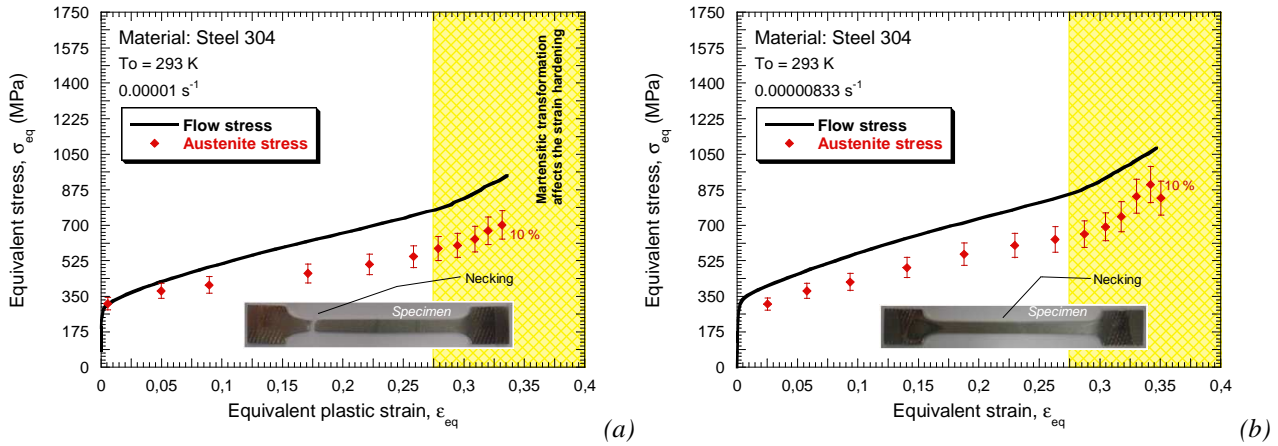 1750
1575
1400
1225
1050
875
700
525
350
175
0
Equivalent stress, σeq (MPa)
Material: Steel 304
To = 293 K
0.00001 s⁻¹
Flow stress
Austenite stress
Martensitic transformation
affects the strain hardening
10 %
Necking
Specimen
0 0,05 0,1 0,15 0,2 0,25 0,3 0,35 0,4
Equivalent plastic strain, εeq
(a)
1750
1575
1400
1225
1050
875
700
525
350
175
0
Equivalent stress, σeq (MPa)
Material: Steel 304
To = 293 K
0.00000833 s⁻¹
Flow stress
Austenite stress
10 %
Necking
Specimen
0 0,05 0,1 0,15 0,2 0,25 0,3 0,35 0,4
Equivalent strain, εeq
(b)